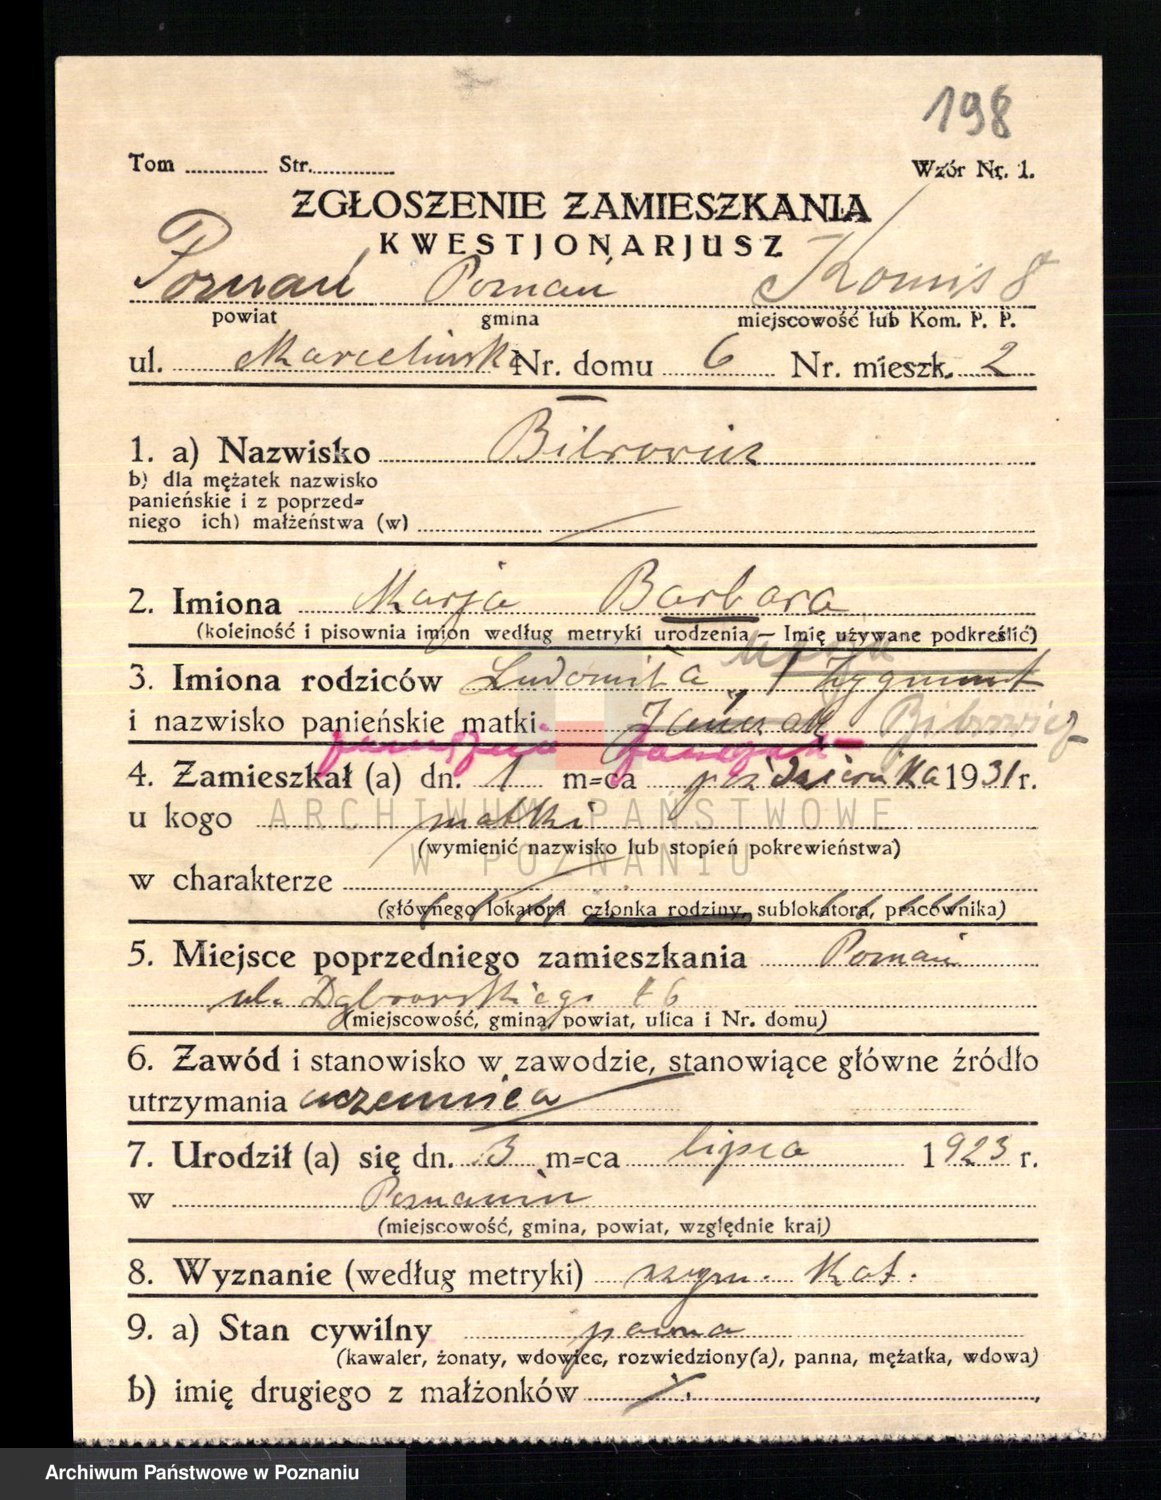 198
Tom ............ Str.............. Wzór Nr. 1.
ZGŁOSZENIE ZAMIESZKANIA
KWESTJONARJUSZ
Poznań Poznań Komis 8
powiat gmina miejscowość lub Kom. P. P.
ul. Marcelińska Nr. domu 6 Nr. mieszk. 2
1. a) Nazwisko
b) dla mężatek nazwisko
panieńskie i z poprzed-
niego ich) małżeństwa (w)
2. Imiona Marja Barbara
(kolejność i pisownia imion według metryki urodzenia — Imię używane podkreślić)
3. Imiona rodziców Ludomiła Zygmunt
i nazwisko panieńskie matki
4. Zamieszkał (a) dn. 1 m=ca października 1931 r.
u kogo matki
ARCHIWUM PAŃSTWOWE
(wymienić nazwisko lub stopień pokrewieństwa)
W POZNANIU
w charakterze
(głównego lokatora członka rodziny, sublokatora, pracownika)
5. Miejsce poprzedniego zamieszkania Poznań
ul. Dąbrowskiego
(miejscowość, gmina, powiat, ulica i Nr. domu)
6. Zawód i stanowisko w zawodzie, stanowiące główne źródło
utrzymania uczennica
7. Urodził (a) się dn. 3 m=ca lipca 1923 r.
w Poznaniu
(miejscowość, gmina, powiat, względnie kraj)
8. Wyznanie (według metryki) rzym. kat.
9. a) Stan cywilny panna
(kawaler, żonaty, wdowiec, rozwiedziony(a), panna, mężatka, wdowa)
b) imię drugiego z małżonków
Archiwum Państwowe w Poznaniu